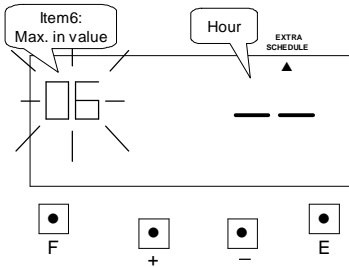 Item6:
Max. in value
Hour
EXTRA
SCHEDULE
06
— —
F
+
−
E